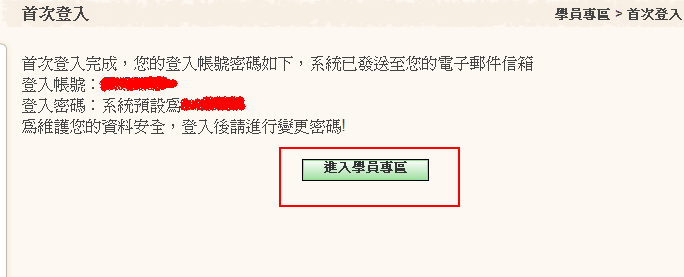 首次登入
學員專區 > 首次登入
首次登入完成，您的登入帳號密碼如下，系統已發送至您的電子郵件信箱
登入帳號：
登入密碼：系統預設為
為維護您的資料安全，登入後請進行變更密碼!
進入學員專區